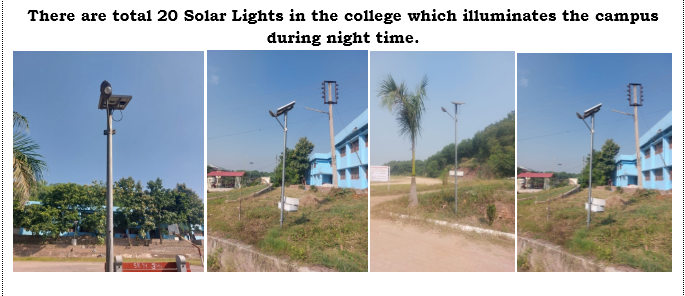 There are total 20 Solar Lights in the college which illuminates the campus
during night time.